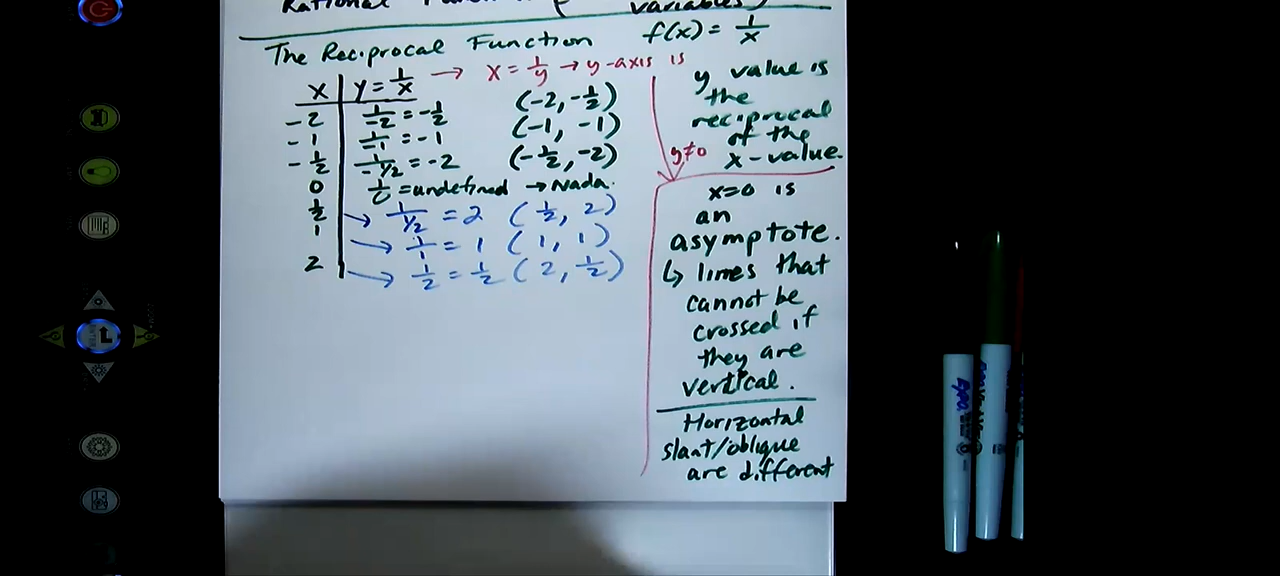 Rational
variables)
The Reciprocal Function f(x) = 1/x
x | y = 1/x → x = 1/y → y-axis is
-2 | 1/-2 = -1/2 (-2, -1/2)
-1 | 1/-1 = -1 (-1, -1)
-1/2 | 1/-1/2 = -2 (-1/2, -2)
0 | 1/0 = undefined → Nada.
1/2 → 1/1/2 = 2 (1/2, 2)
1 → 1/1 = 1 (1, 1)
2 → 1/2 = 1/2 (2, 1/2)
y value is
the
reciprocal
of the
x-value.
y≠0
x=0 is
an
asymptote.
↳ lines that
cannot be
crossed if
they are
vertical.
Horizontal
slant/oblique
are different